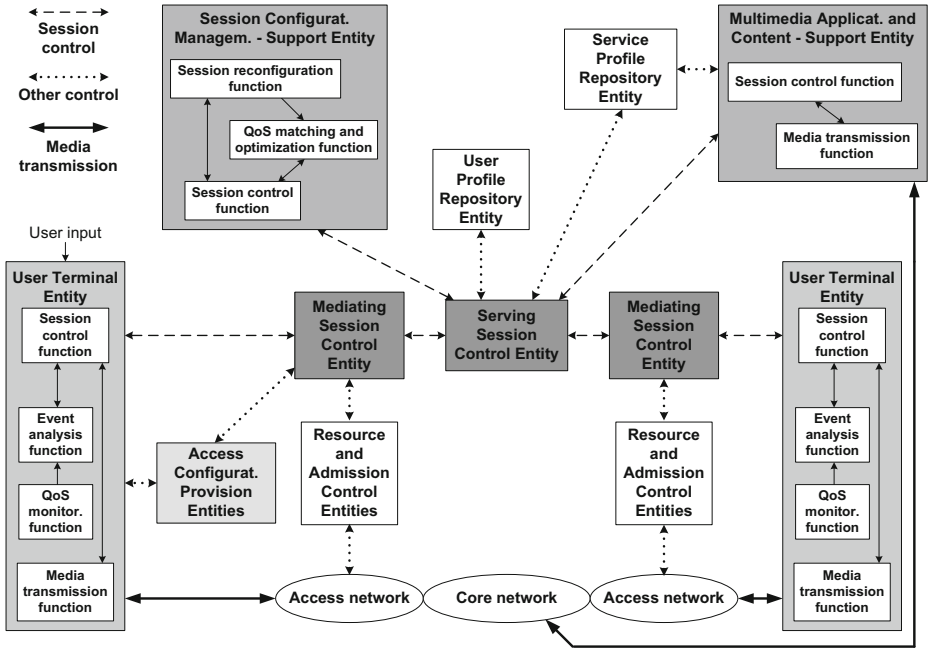 Session
control
Other control
Media
transmission
Session Configurat.
Managem. - Support Entity
Session reconfiguration
function
QoS matching and
optimization function
Session control
function
User
Profile
Repository
Entity
Service
Profile
Repository
Entity
Multimedia Applicat. and
Content - Support Entity
Session control function
Media transmission
function
User input
User Terminal
Entity
Session
control
function
Event
analysis
function
QoS
monitor.
function
Media
transmission
function
Mediating
Session
Control
Entity
Serving
Session
Control Entity
Mediating
Session
Control
Entity
Access
Configurat.
Provision
Entities
Resource
and
Admission
Control
Entities
Resource
and
Admission
Control
Entities
User Terminal
Entity
Session
control
function
Event
analysis
function
QoS
monitor.
function
Media
transmission
function
Access network
Core network
Access network